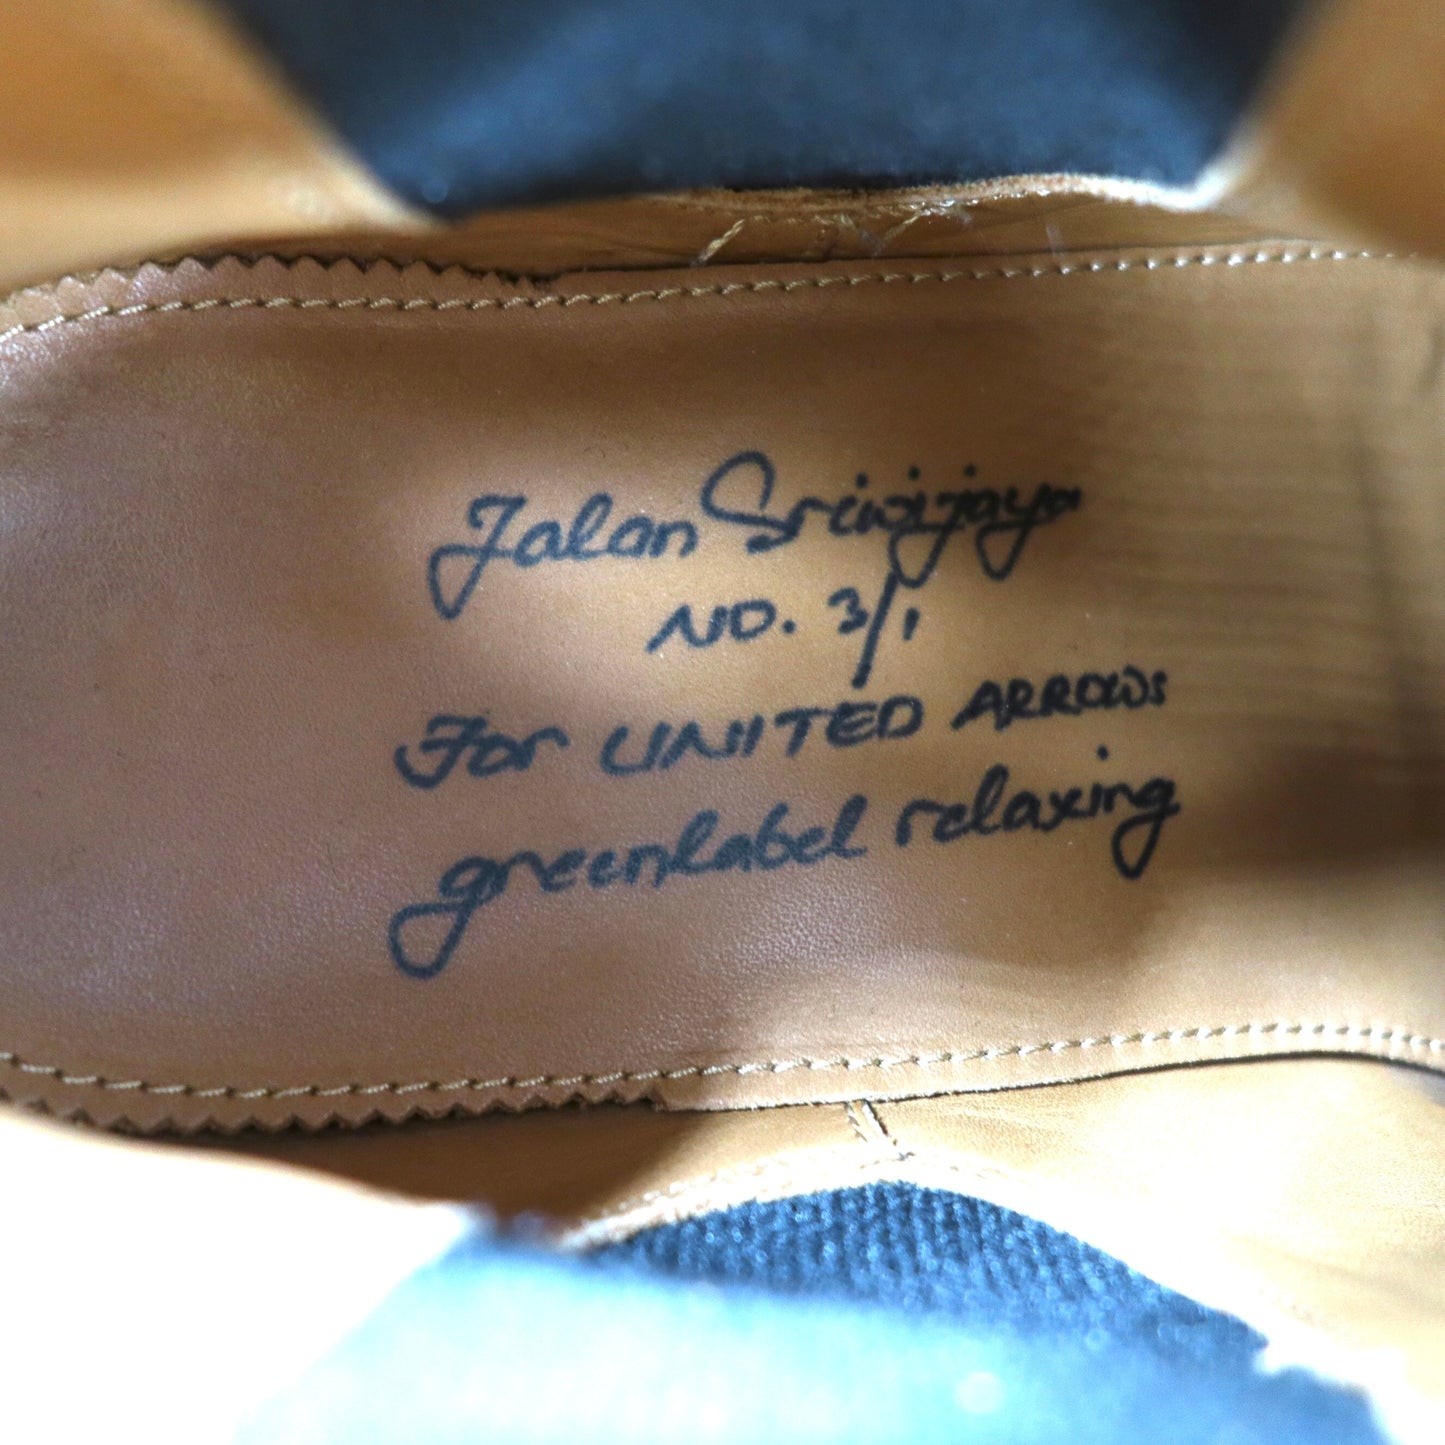 Jalan Sriwijaya
NO. 3/1
For UNITED ARROWS
greenlabel relaxing